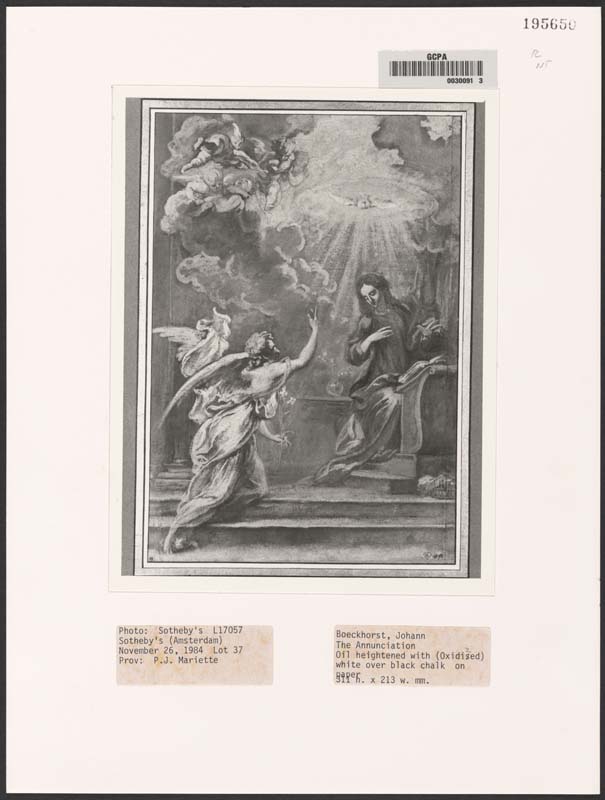 195650
GCPA
0030091 3
Photo: Sotheby's L17057
Sotheby's (Amsterdam)
November 26, 1984 Lot 37
Prov: P.J. Mariette
Boeckhorst, Johann
The Annunciation
Oil heightened with (Oxidized)
white over black chalk on
paper
311 h. x 213 w. mm.